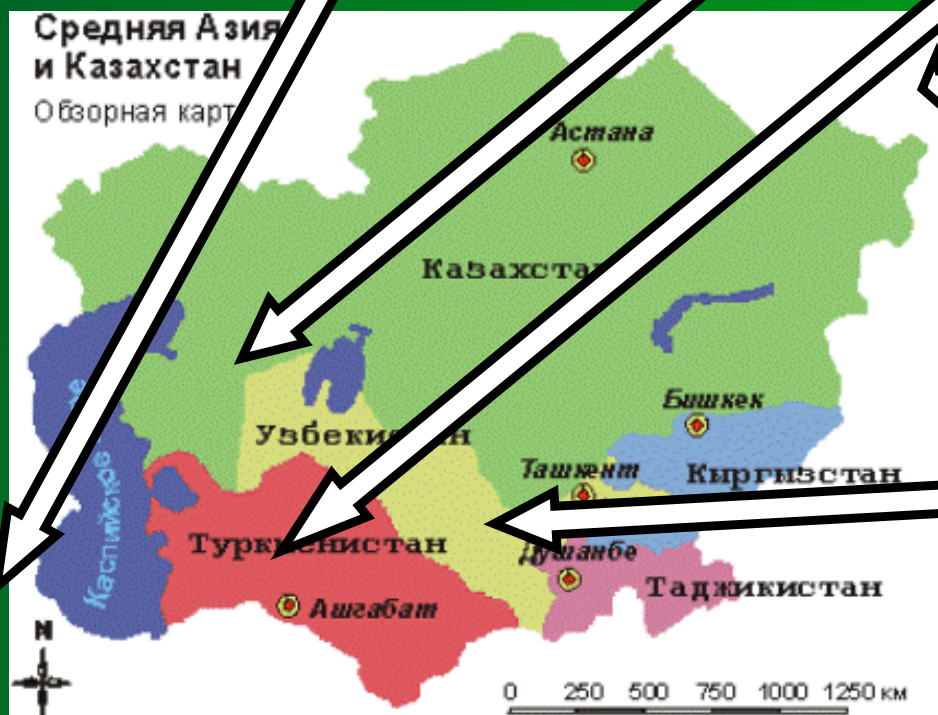 Средняя Азия
и Казахстан
Обзорная карт
Астана
Казахстан
Бишкек
Узбекистан
Ташкент
Кыргызстан
Туркменистан
Душанбе
Таджикистан
Каспийское
Ашгабат
N
0 250 500 750 1000 1250 км